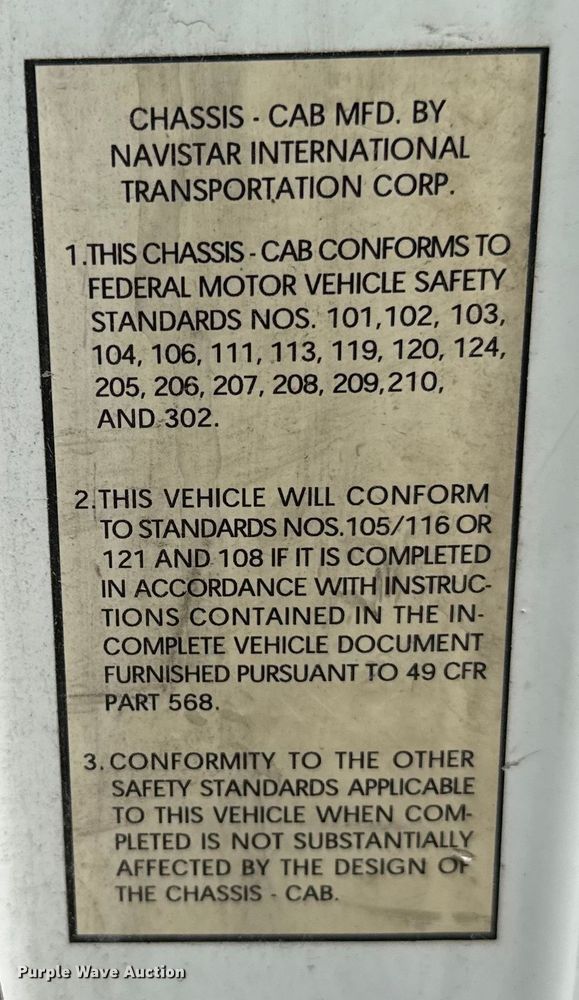 CHASSIS - CAB MFD. BY
NAVISTAR INTERNATIONAL
TRANSPORTATION CORP.
1.THIS CHASSIS - CAB CONFORMS TO
FEDERAL MOTOR VEHICLE SAFETY
STANDARDS NOS. 101,102, 103,
104, 106, 111, 113, 119, 120, 124,
205, 206, 207, 208, 209,210,
AND 302.
2.THIS VEHICLE WILL CONFORM
TO STANDARDS NOS.105/116 OR
121 AND 108 IF IT IS COMPLETED
IN ACCORDANCE WITH INSTRUC-
TIONS CONTAINED IN THE IN-
COMPLETE VEHICLE DOCUMENT
FURNISHED PURSUANT TO 49 CFR
PART 568.
3. CONFORMITY TO THE OTHER
SAFETY STANDARDS APPLICABLE
TO THIS VEHICLE WHEN COM-
PLETED IS NOT SUBSTANTIALLY
AFFECTED BY THE DESIGN OF
THE CHASSIS - CAB.
Purple Wave Auction